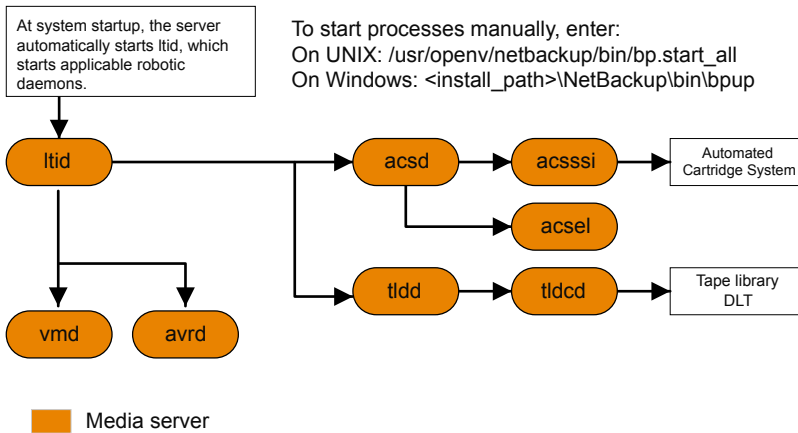 At system startup, the server
automatically starts ltid, which
starts applicable robotic
daemons.
To start processes manually, enter:
On UNIX: /usr/openv/netbackup/bin/bp.start_all
On Windows: <install_path>\NetBackup\bin\bpup
ltid
acsd
acsssi
Automated
Cartridge System
acsel
tldd
tldcd
Tape library
DLT
vmd
avrd
Media server